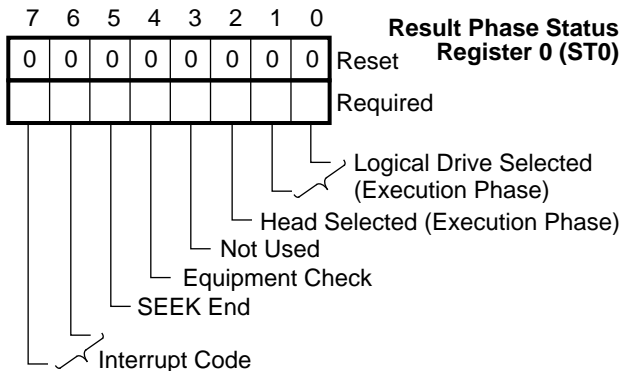 7 6 5 4 3 2 1 0
Result Phase Status
Register 0 (ST0)
0 0 0 0 0 0 0 0 Reset
Required
Logical Drive Selected
(Execution Phase)
Head Selected (Execution Phase)
Not Used
Equipment Check
SEEK End
Interrupt Code